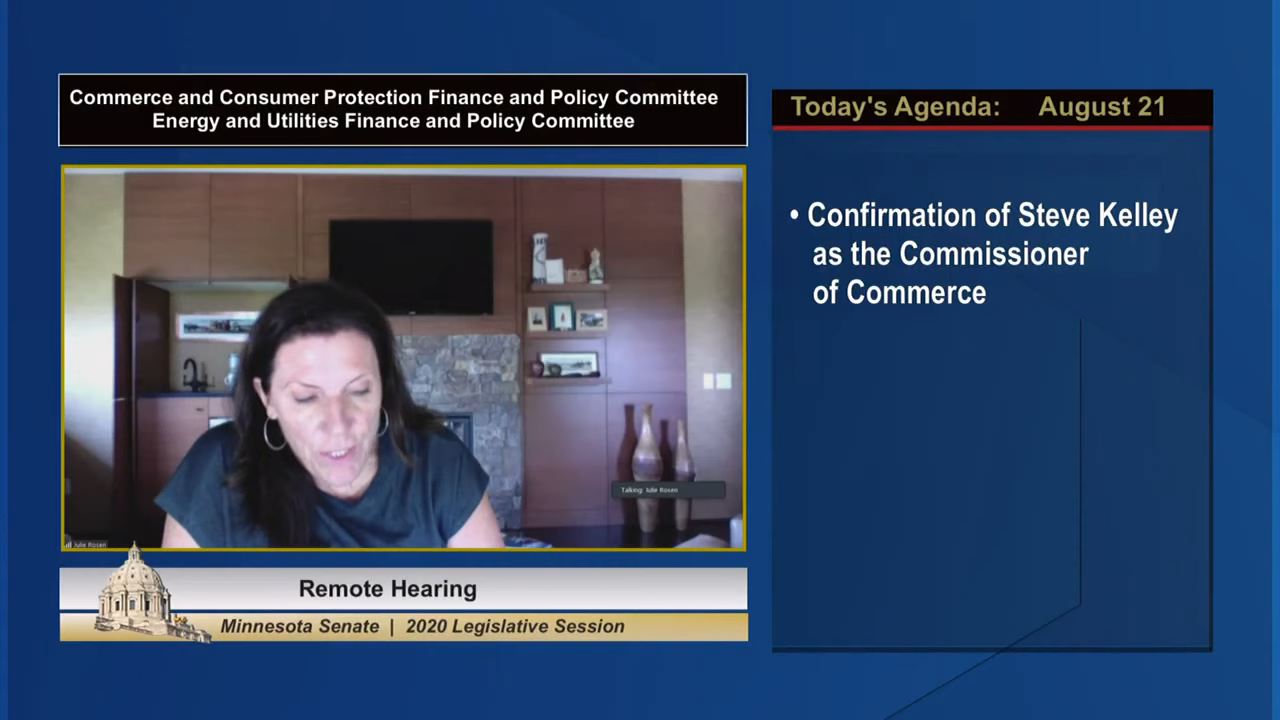 Commerce and Consumer Protection Finance and Policy Committee
Energy and Utilities Finance and Policy Committee
Today's Agenda: August 21
• Confirmation of Steve Kelley
as the Commissioner
of Commerce
Talking: Julie Rosen
Julie Rosen
Remote Hearing
Minnesota Senate | 2020 Legislative Session